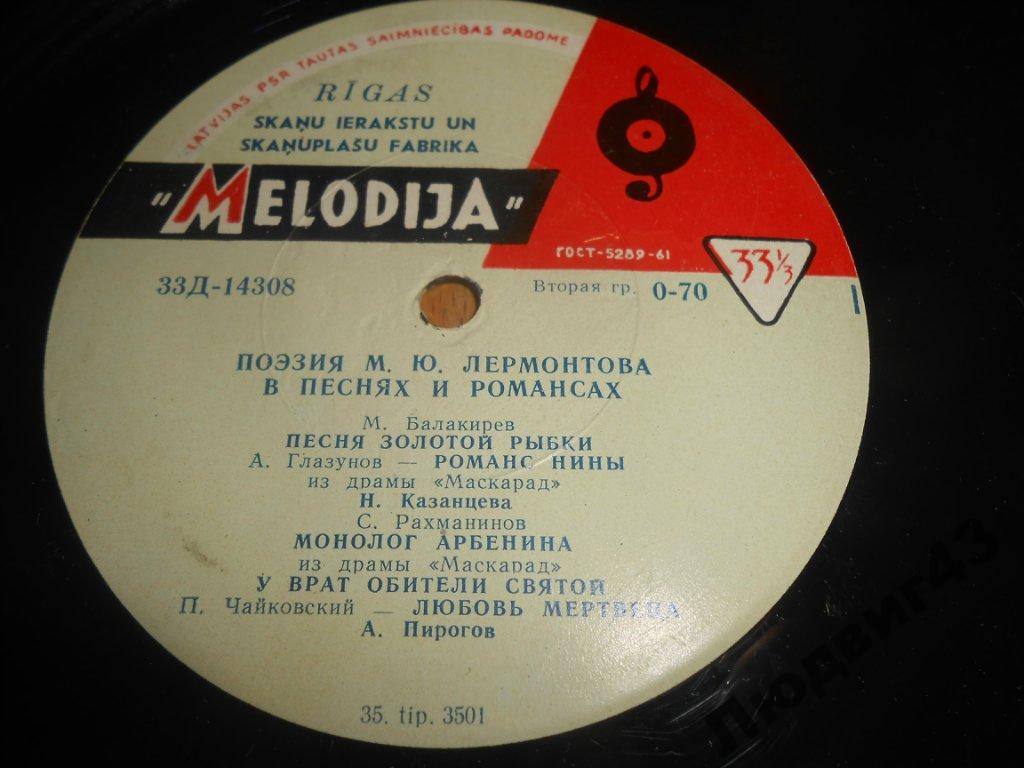 LATVIJAS PSR TAUTAS SAIMNIECĪBAS PADOME
RĪGAS
SKAŅU IERAKSTU UN
SKAŅUPLAŠU FABRIKA
"MELODIJA"
ГОСТ-5289-61
33⅓
33Д-14308
Вторая гр. 0-70
1
ПОЭЗИЯ М. Ю. ЛЕРМОНТОВА
В ПЕСНЯХ И РОМАНСАХ
М. Балакирев
ПЕСНЯ ЗОЛОТОЙ РЫБКИ
А. Глазунов — РОМАНС НИНЫ
из драмы «Маскарад»
Н. Казанцева
С. Рахманинов
МОНОЛОГ АРБЕНИНА
из драмы «Маскарад»
У ВРАТ ОБИТЕЛИ СВЯТОЙ
П. Чайковский — ЛЮБОВЬ МЕРТВЕЦА
А. Пирогов
35. tip. 3501
Людвиг43